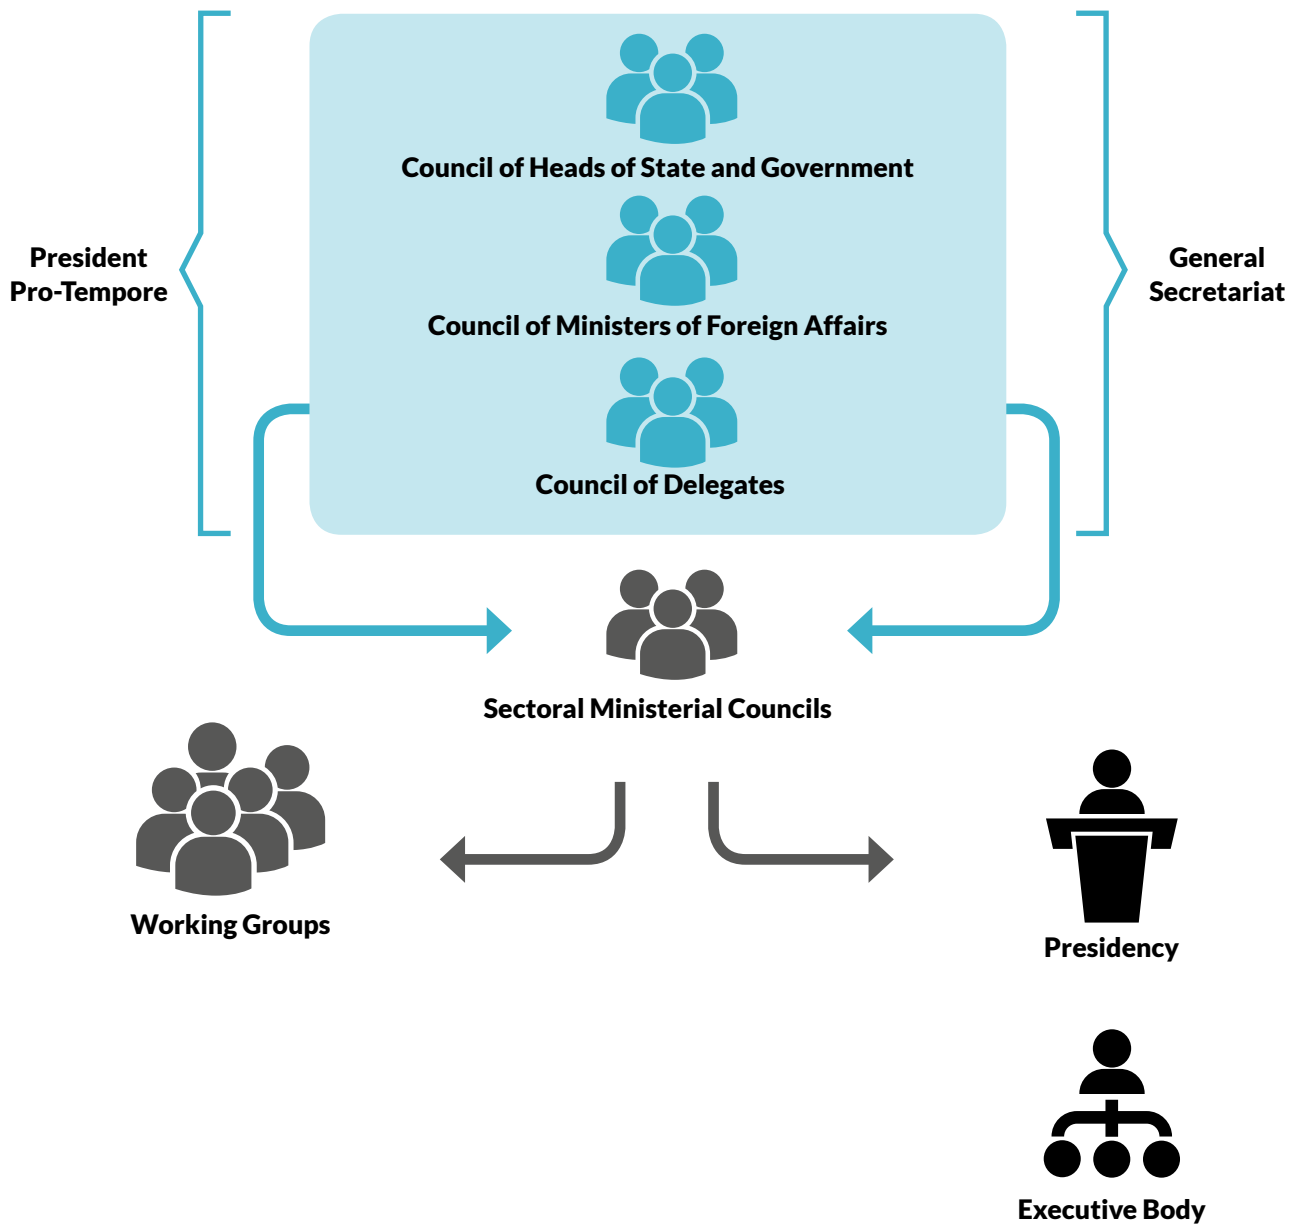 Council of Heads of State and Government
President
Pro-Tempore
General
Secretariat
Council of Ministers of Foreign Affairs
Council of Delegates
Sectoral Ministerial Councils
Working Groups
Presidency
Executive Body